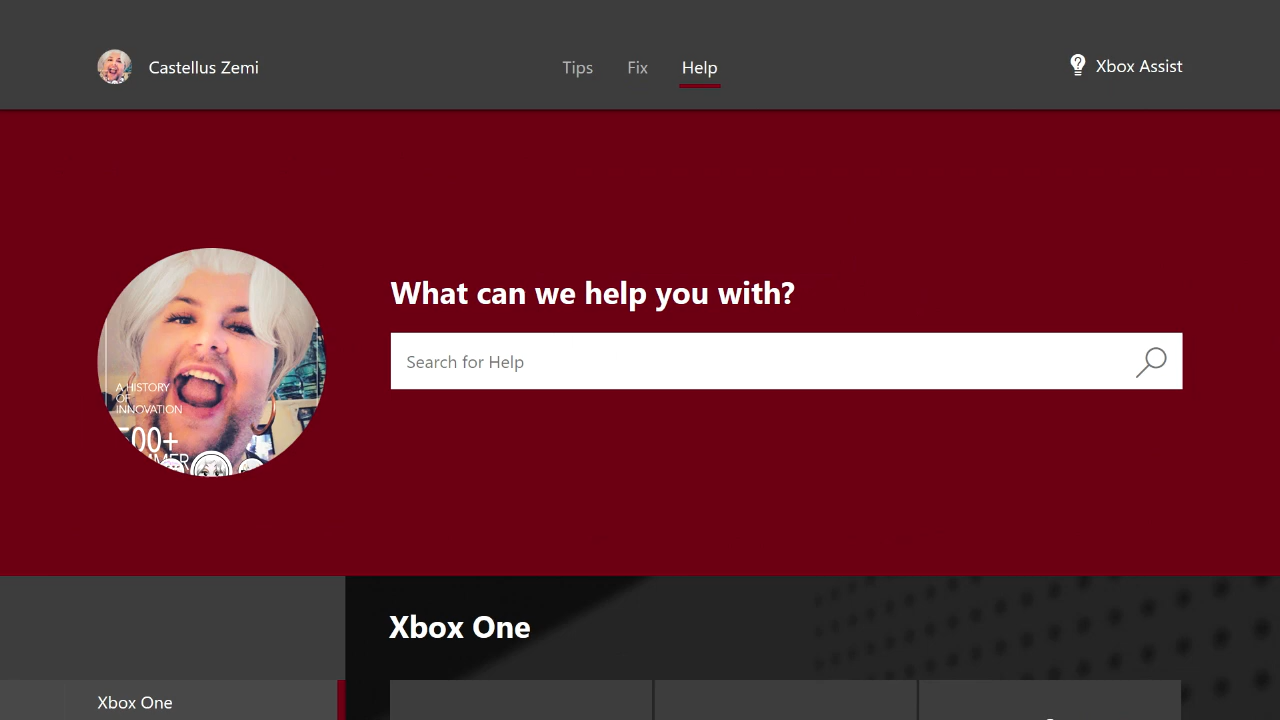 Castellus Zemi
Tips
Fix
Help
Xbox Assist
What can we help you with?
Search for Help
A HISTORY
OF
INNOVATION
500+
Xbox One
Xbox One